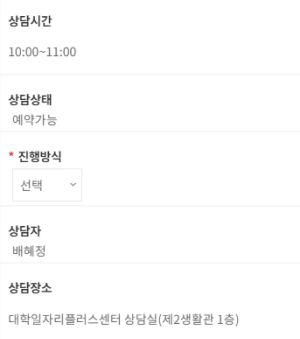 상담시간
10:00~11:00
상담상태
예약가능
* 진행방식
선택
상담자
배혜정
상담장소
대학일자리플러스센터 상담실(제2생활관 1층)